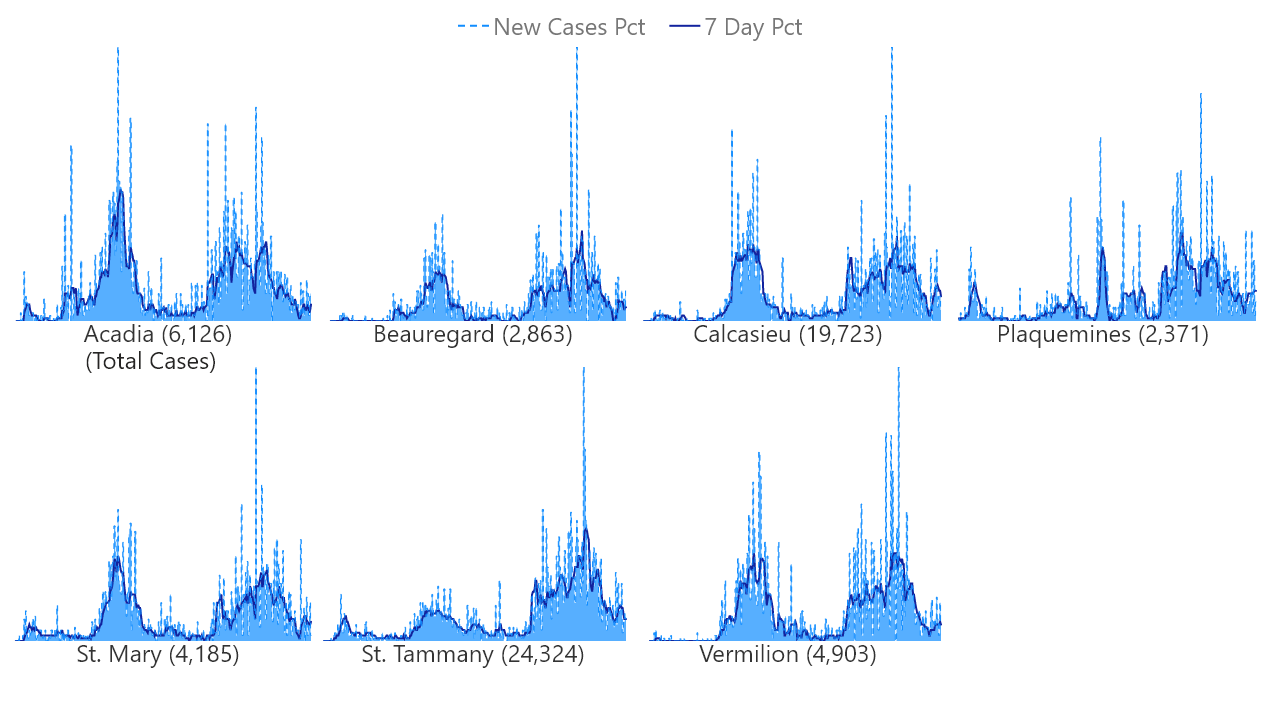 New Cases Pct 7 Day Pct
Acadia (6,126) Beauregard (2,863) Calcasieu (19,723) Plaquemines (2,371)
(Total Cases)
St. Mary (4,185) St. Tammany (24,324) Vermilion (4,903)